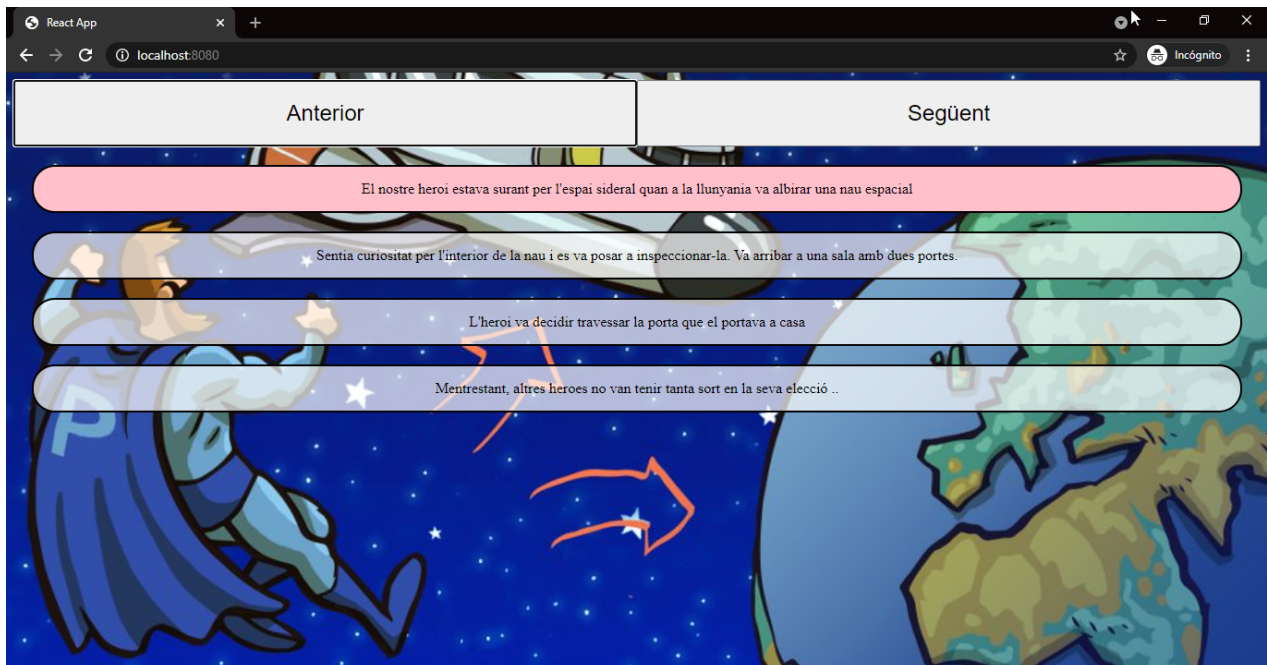 React App
localhost:8080
Incógnito
Anterior
Següent
El nostre heroi estava surant per l'espai sideral quan a la llunyania va albirar una nau espacial
Sentia curiositat per l'interior de la nau i es va posar a inspeccionar-la. Va arribar a una sala amb dues portes.
L'heroi va decidir travessar la porta que el portava a casa
Mentrestant, altres heroes no van tenir tanta sort en la seva elecció ..
P